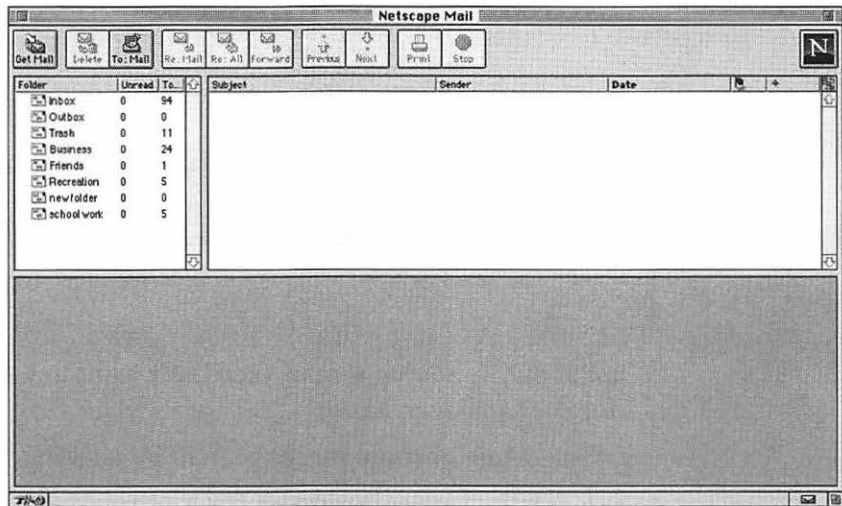 Netscape Mail
Get Mail Delete To: Mail Re: Mail Re: All Forward Previous Next Print Stop
N
Folder Unread To... Subject Sender Date
Inbox 0 94
Outbox 0 0
Trash 0 11
Business 0 24
Friends 0 1
Recreation 0 5
newfolder 0 0
school work 0 5